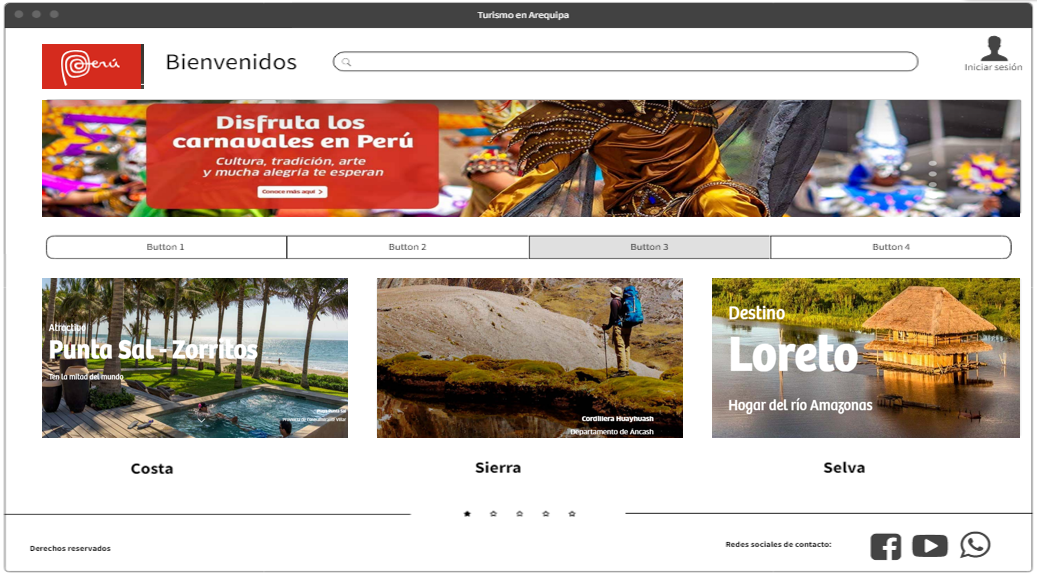 Turismo en Arequipa
Perú
Bienvenidos
Iniciar sesión
Disfruta los
carnavales en Perú
Cultura, tradición, arte
y mucha alegría te esperan
Conoce más aquí
Button 1
Button 2
Button 3
Button 4
Atractivo
Punta Sal - Zorritos
Ten la mitad del mundo
Cordillera Huayhuash
Departamento de Áncash
Destino
Loreto
Hogar del río Amazonas
Costa
Sierra
Selva
Derechos reservados
Redes sociales de contacto: